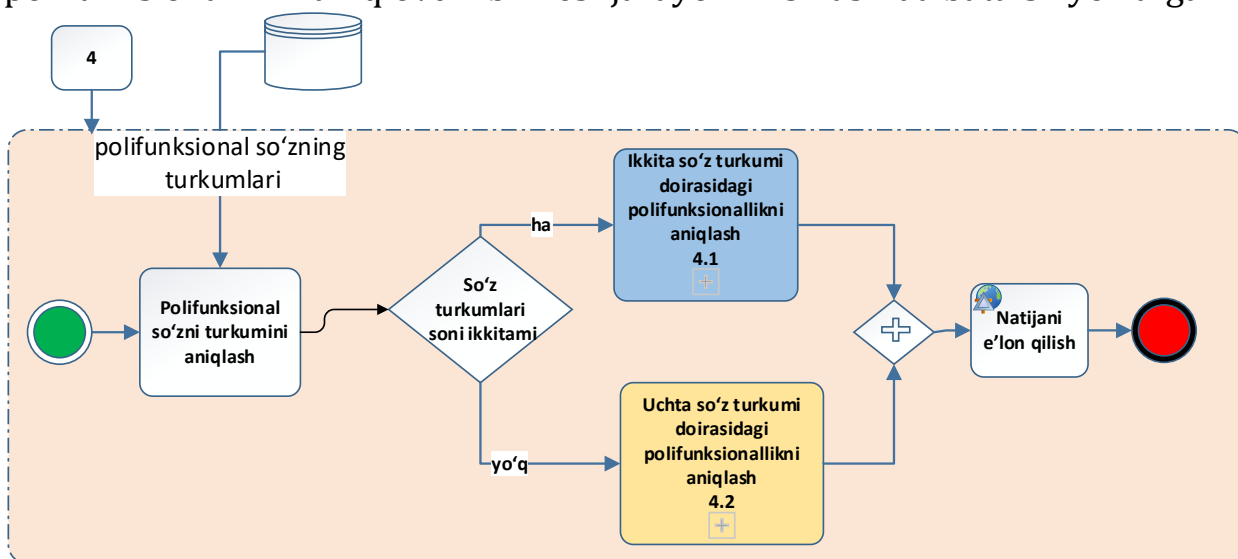 4
polifunksional so‘zning
turkumlari
Polifunksional
so‘zni turkumini
aniqlash
So‘z
turkumlari
soni ikkitami
ha
yo‘q
Ikkita so‘z turkumi
doirasidagi
polifunksionallikni
aniqlash
4.1
Uchta so‘z turkumi
doirasidagi
polifunksionallikni
aniqlash
4.2
Natijani
e’lon qilish